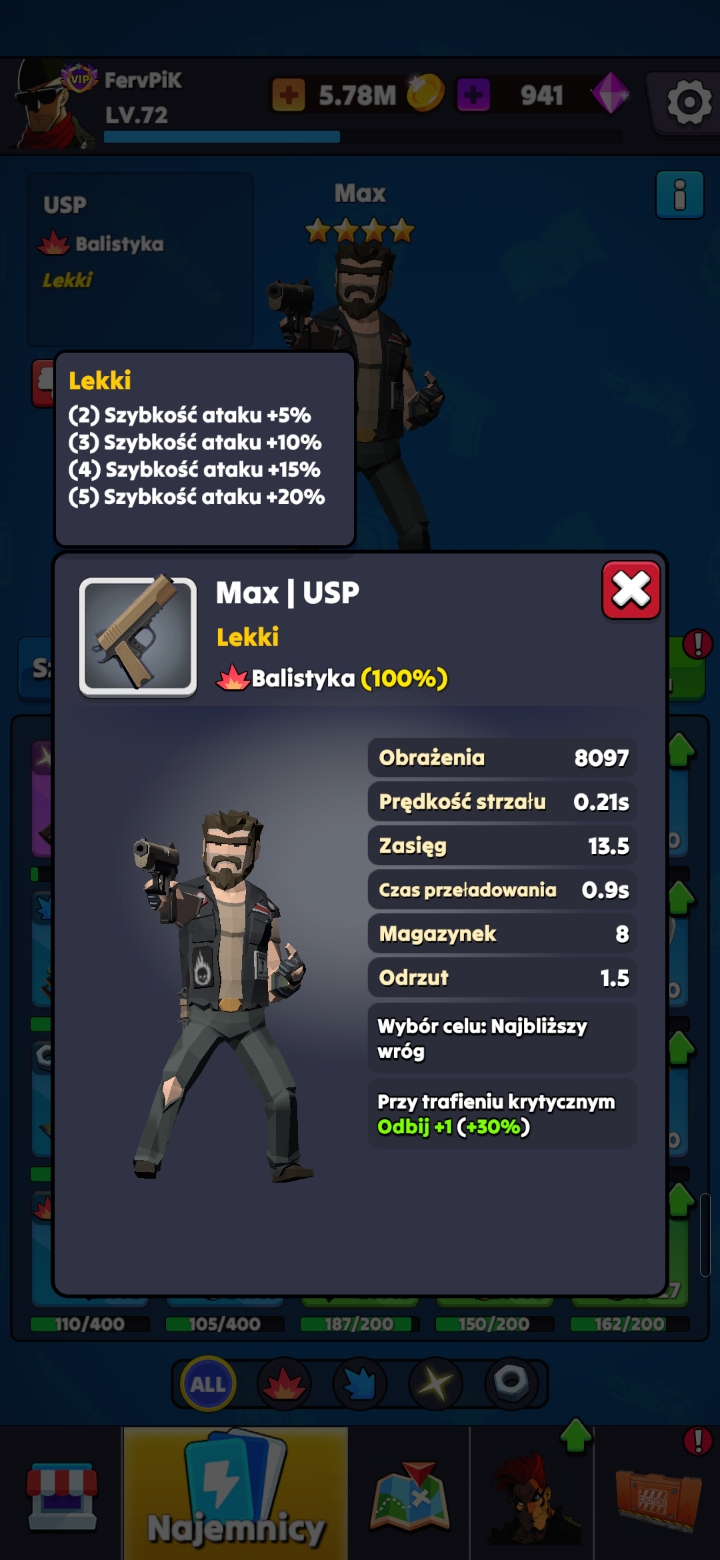 VIP
FervPiK
LV.72
5.78M
941
USP
Balistyka
Lekki
Max
Lekki
(2) Szybkość ataku +5%
(3) Szybkość ataku +10%
(4) Szybkość ataku +15%
(5) Szybkość ataku +20%
Max | USP
Lekki
Balistyka (100%)
Obrażenia 8097
Prędkość strzału 0.21s
Zasięg 13.5
Czas przeładowania 0.9s
Magazynek 8
Odrzut 1.5
Wybór celu: Najbliższy
wróg
Przy trafieniu krytycznym
Odbij +1 (+30%)
110/400
105/400
187/200
150/200
162/200
ALL
Najemnicy